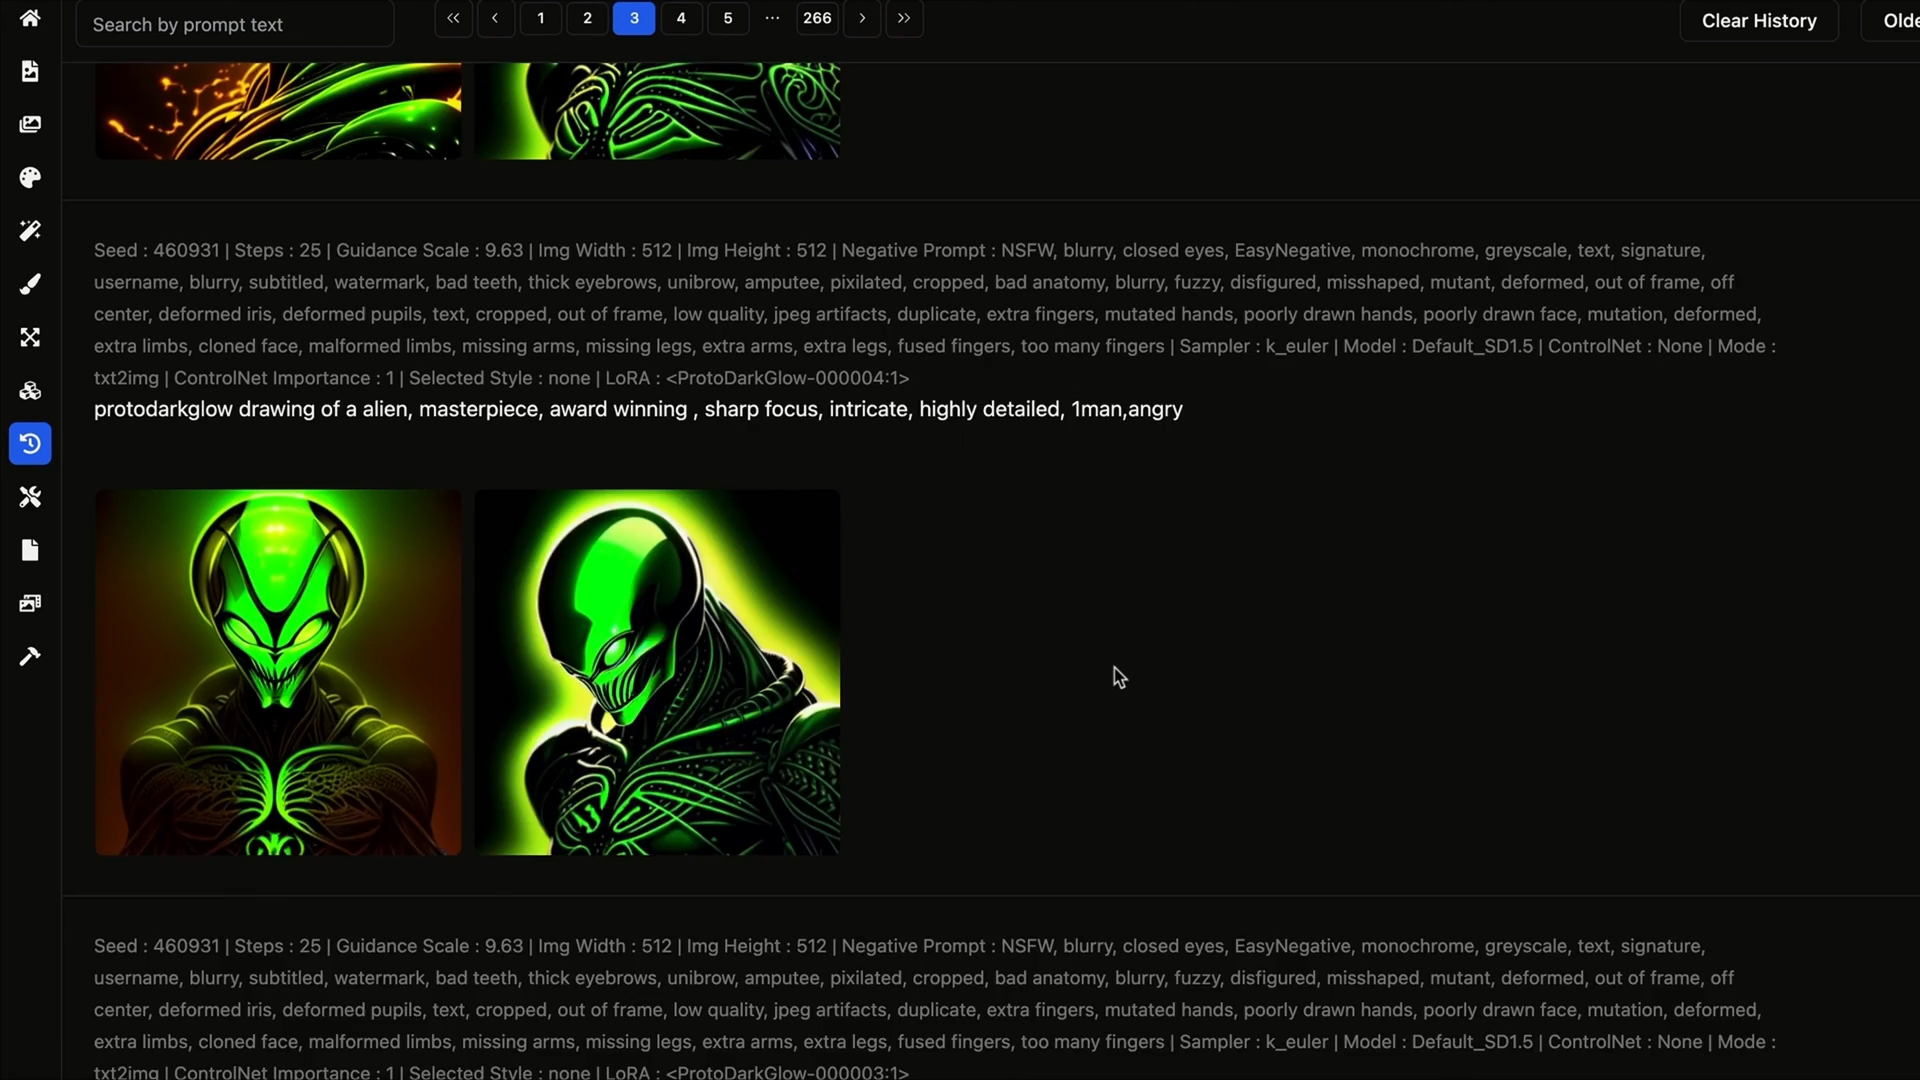 Search by prompt text
1 2 3 4 5 ... 266
Clear History
Olde
Seed : 460931 | Steps : 25 | Guidance Scale : 9.63 | Img Width : 512 | Img Height : 512 | Negative Prompt : NSFW, blurry, closed eyes, EasyNegative, monochrome, greyscale, text, signature,
username, blurry, subtitled, watermark, bad teeth, thick eyebrows, unibrow, amputee, pixilated, cropped, bad anatomy, blurry, fuzzy, disfigured, misshaped, mutant, deformed, out of frame, off
center, deformed iris, deformed pupils, text, cropped, out of frame, low quality, jpeg artifacts, duplicate, extra fingers, mutated hands, poorly drawn hands, poorly drawn face, mutation, deformed,
extra limbs, cloned face, malformed limbs, missing arms, missing legs, extra arms, extra legs, fused fingers, too many fingers | Sampler : k_euler | Model : Default_SD1.5 | ControlNet : None | Mode :
txt2img | ControlNet Importance : 1 | Selected Style : none | LoRA : <ProtoDarkGlow-000004:1>
protodarkglow drawing of a alien, masterpiece, award winning , sharp focus, intricate, highly detailed, 1man,angry
Seed : 460931 | Steps : 25 | Guidance Scale : 9.63 | Img Width : 512 | Img Height : 512 | Negative Prompt : NSFW, blurry, closed eyes, EasyNegative, monochrome, greyscale, text, signature,
username, blurry, subtitled, watermark, bad teeth, thick eyebrows, unibrow, amputee, pixilated, cropped, bad anatomy, blurry, fuzzy, disfigured, misshaped, mutant, deformed, out of frame, off
center, deformed iris, deformed pupils, text, cropped, out of frame, low quality, jpeg artifacts, duplicate, extra fingers, mutated hands, poorly drawn hands, poorly drawn face, mutation, deformed,
extra limbs, cloned face, malformed limbs, missing arms, missing legs, extra arms, extra legs, fused fingers, too many fingers | Sampler : k_euler | Model : Default_SD1.5 | ControlNet : None | Mode :
txt2img | ControlNet Importance : 1 | Selected Style : none | LoRA : <ProtoDarkGlow-000003:1>